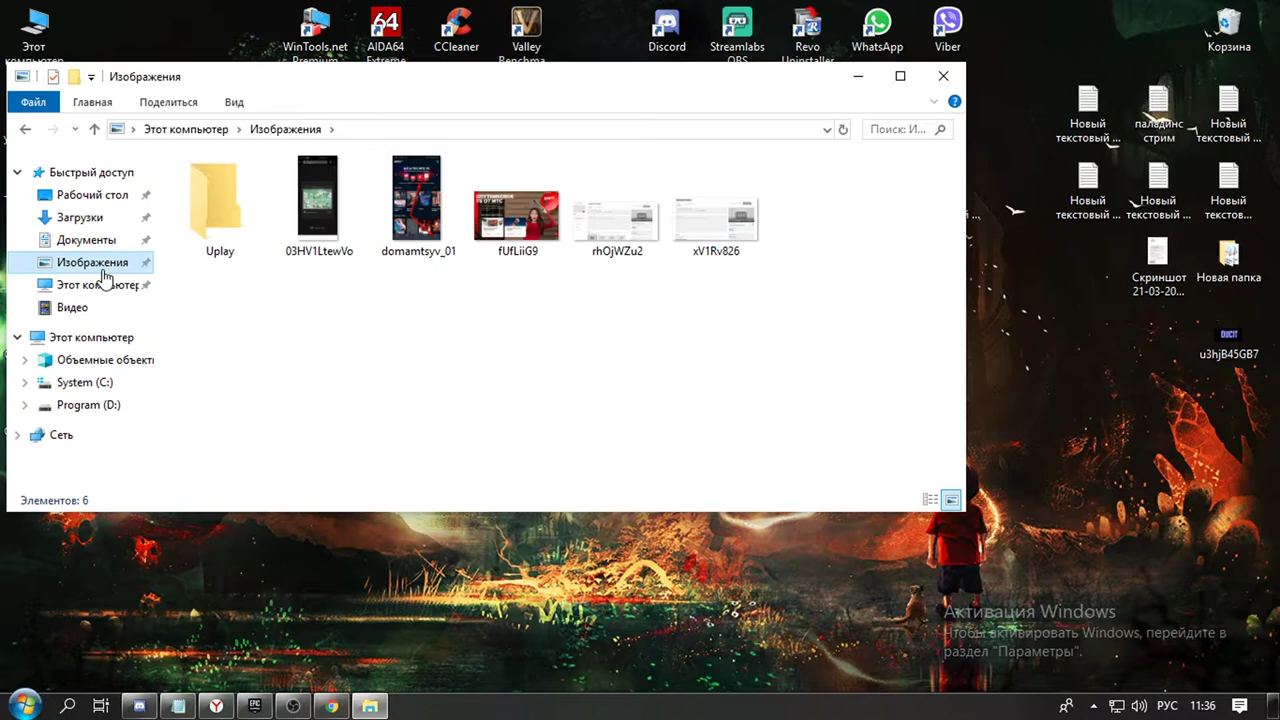 Этот
компьютер
WinTools.net
Premium
AIDA64
Extreme
CCleaner
Valley
Benchma...
Discord
Streamlabs
OBS
Revo
Uninstaller
WhatsApp
Viber
Корзина
Изображения
Файл
Главная
Поделиться
Вид
Этот компьютер
Изображения
Поиск: И...
Быстрый доступ
Рабочий стол
Загрузки
Документы
Изображения
Этот компьютер
Видео
Этот компьютер
Объемные объекты
System (C:)
Program (D:)
Сеть
Uplay
03HV1LtewVo
domamtsyv_01
fUfLiiG9
rhOjWZu2
xV1Rv826
Элементов: 6
Новый
текстовый ...
паладинс
стрим
Новый
текстовый ...
Новый
текстовый...
Новый
текстовый ...
Новый
текстов...
Скриншот
21-03-20...
Новая папка
DUCIT
u3hjB45GB7
Активация Windows
Чтобы активировать Windows, перейдите в
раздел "Параметры".
EPIC
РУС
11:36